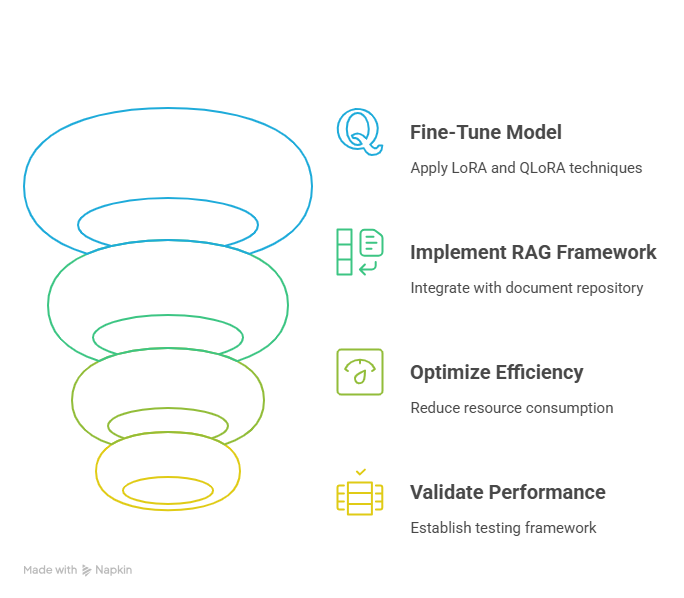 Fine-Tune Model
Apply LoRA and QLoRA techniques
Implement RAG Framework
Integrate with document repository
Optimize Efficiency
Reduce resource consumption
Validate Performance
Establish testing framework
Made with Napkin